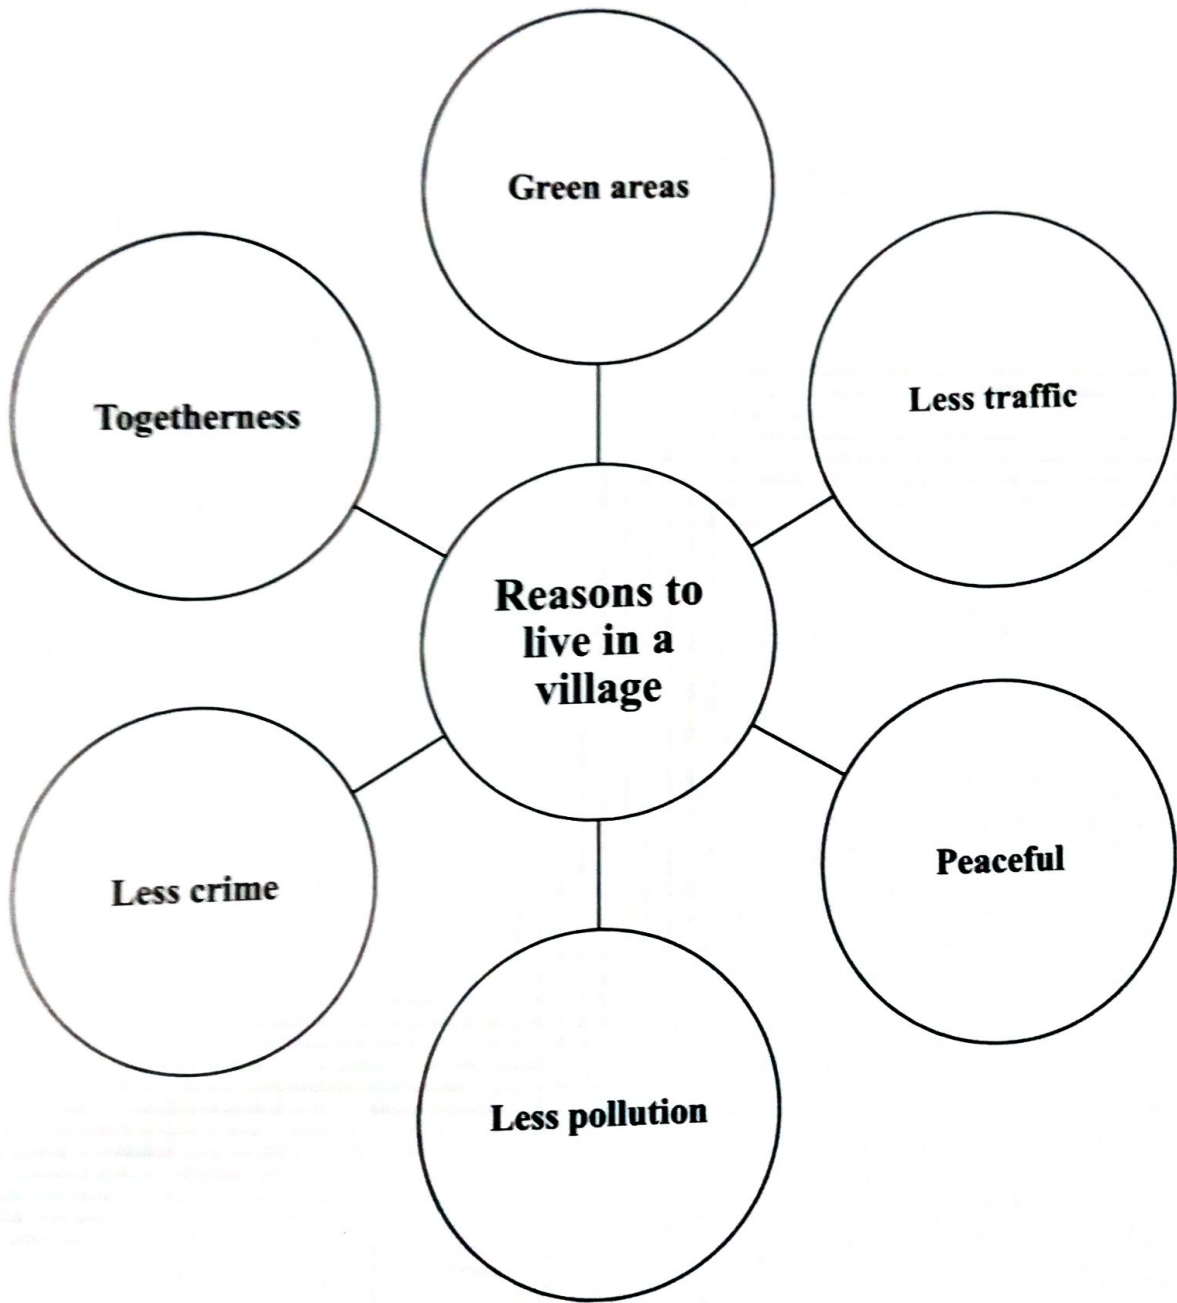 Green areas
Less traffic
Togetherness
Reasons to
live in a
village
Peaceful
Less crime
Less pollution